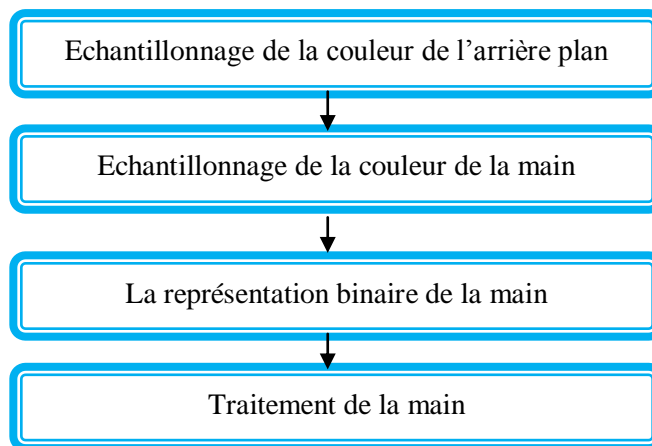 Echantillonnage de la couleur de l’arrière plan
Echantillonnage de la couleur de la main
La représentation binaire de la main
Traitement de la main